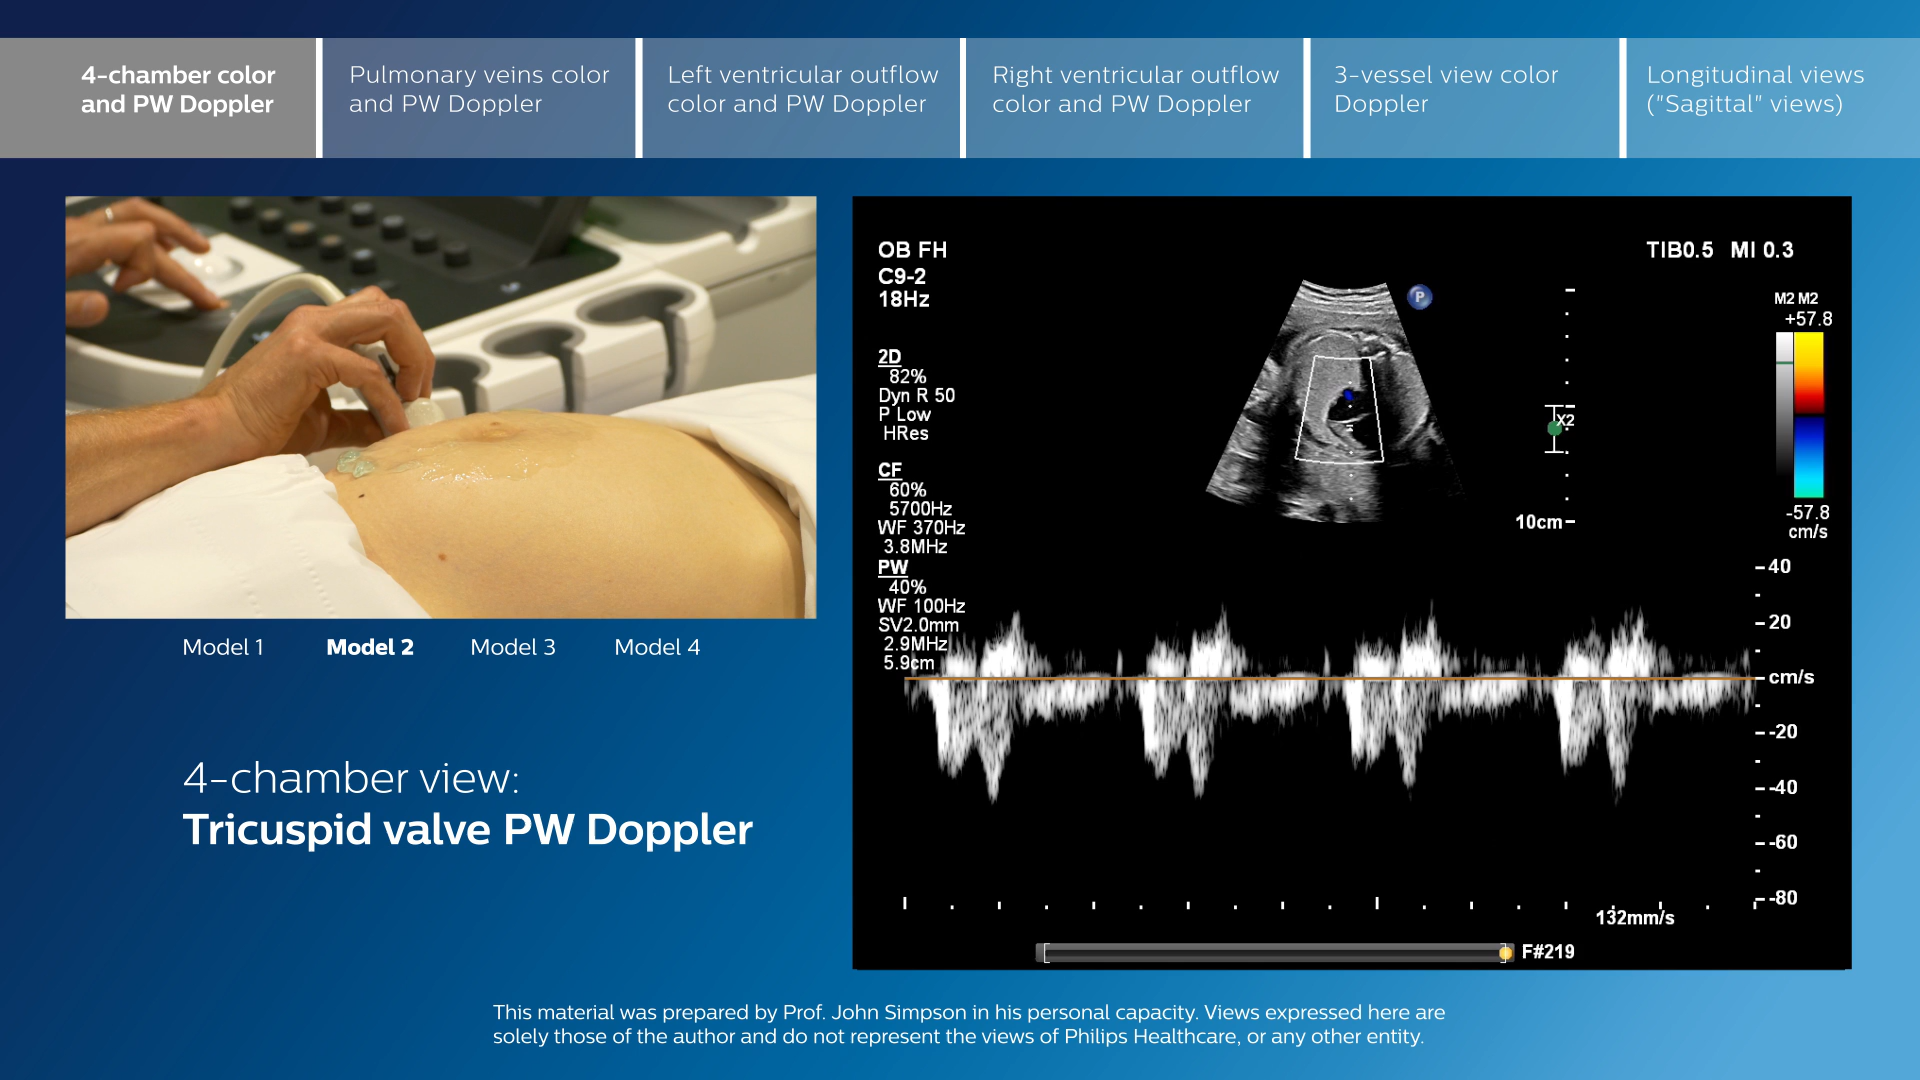 4-chamber color
and PW Doppler
Pulmonary veins color
and PW Doppler
Left ventricular outflow
color and PW Doppler
Right ventricular outflow
color and PW Doppler
3-vessel view color
Doppler
Longitudinal views
("Sagittal" views)
Model 1
Model 2
Model 3
Model 4
4-chamber view:
Tricuspid valve PW Doppler
OB FH
C9-2
18Hz
2D
82%
Dyn R 50
P Low
HRes
CF
60%
5700Hz
WF 370Hz
3.8MHz
PW
40%
WF 100Hz
SV2.0mm
2.9MHz
5.9cm
P
TIB0.5 MI 0.3
M2 M2
+57.8
-57.8
cm/s
X2
10cm
40
20
cm/s
-20
-40
-60
-80
132mm/s
F#219
This material was prepared by Prof. John Simpson in his personal capacity. Views expressed here are
solely those of the author and do not represent the views of Philips Healthcare, or any other entity.